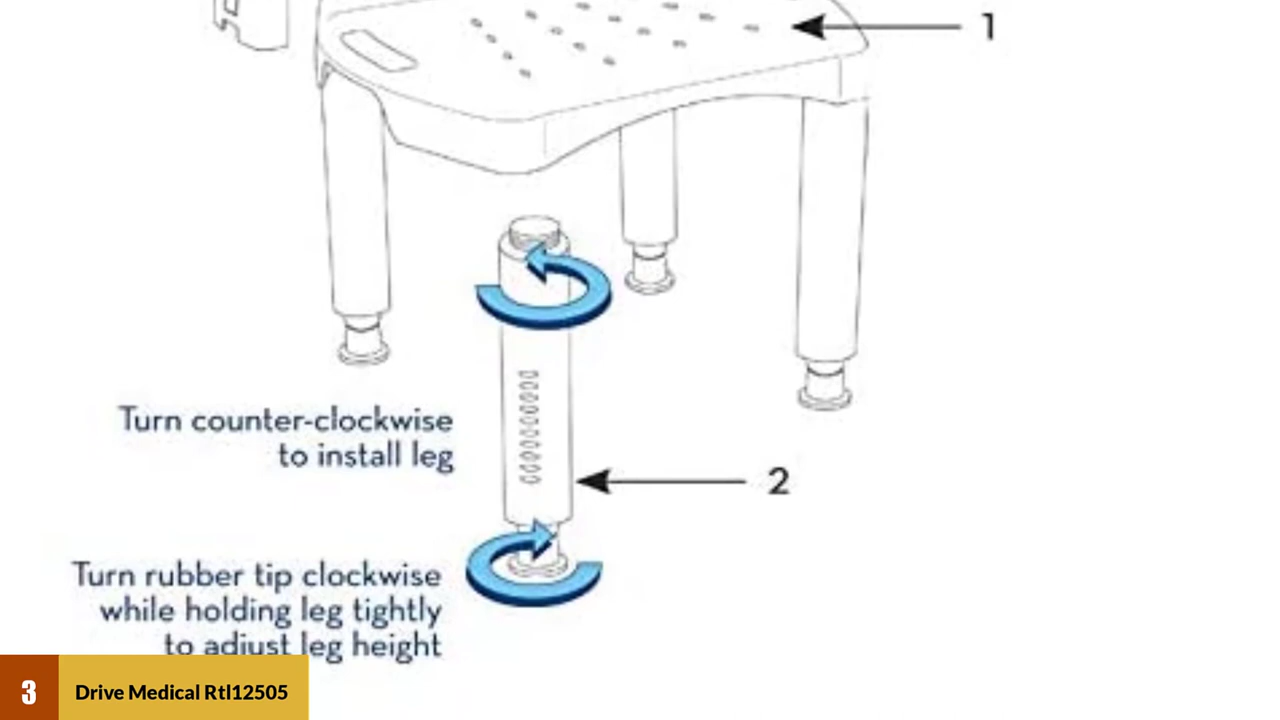 1
Turn counter-clockwise
to install leg
2
Turn rubber tip clockwise
while holding leg tightly
to adjust leg height
3 Drive Medical Rtl12505